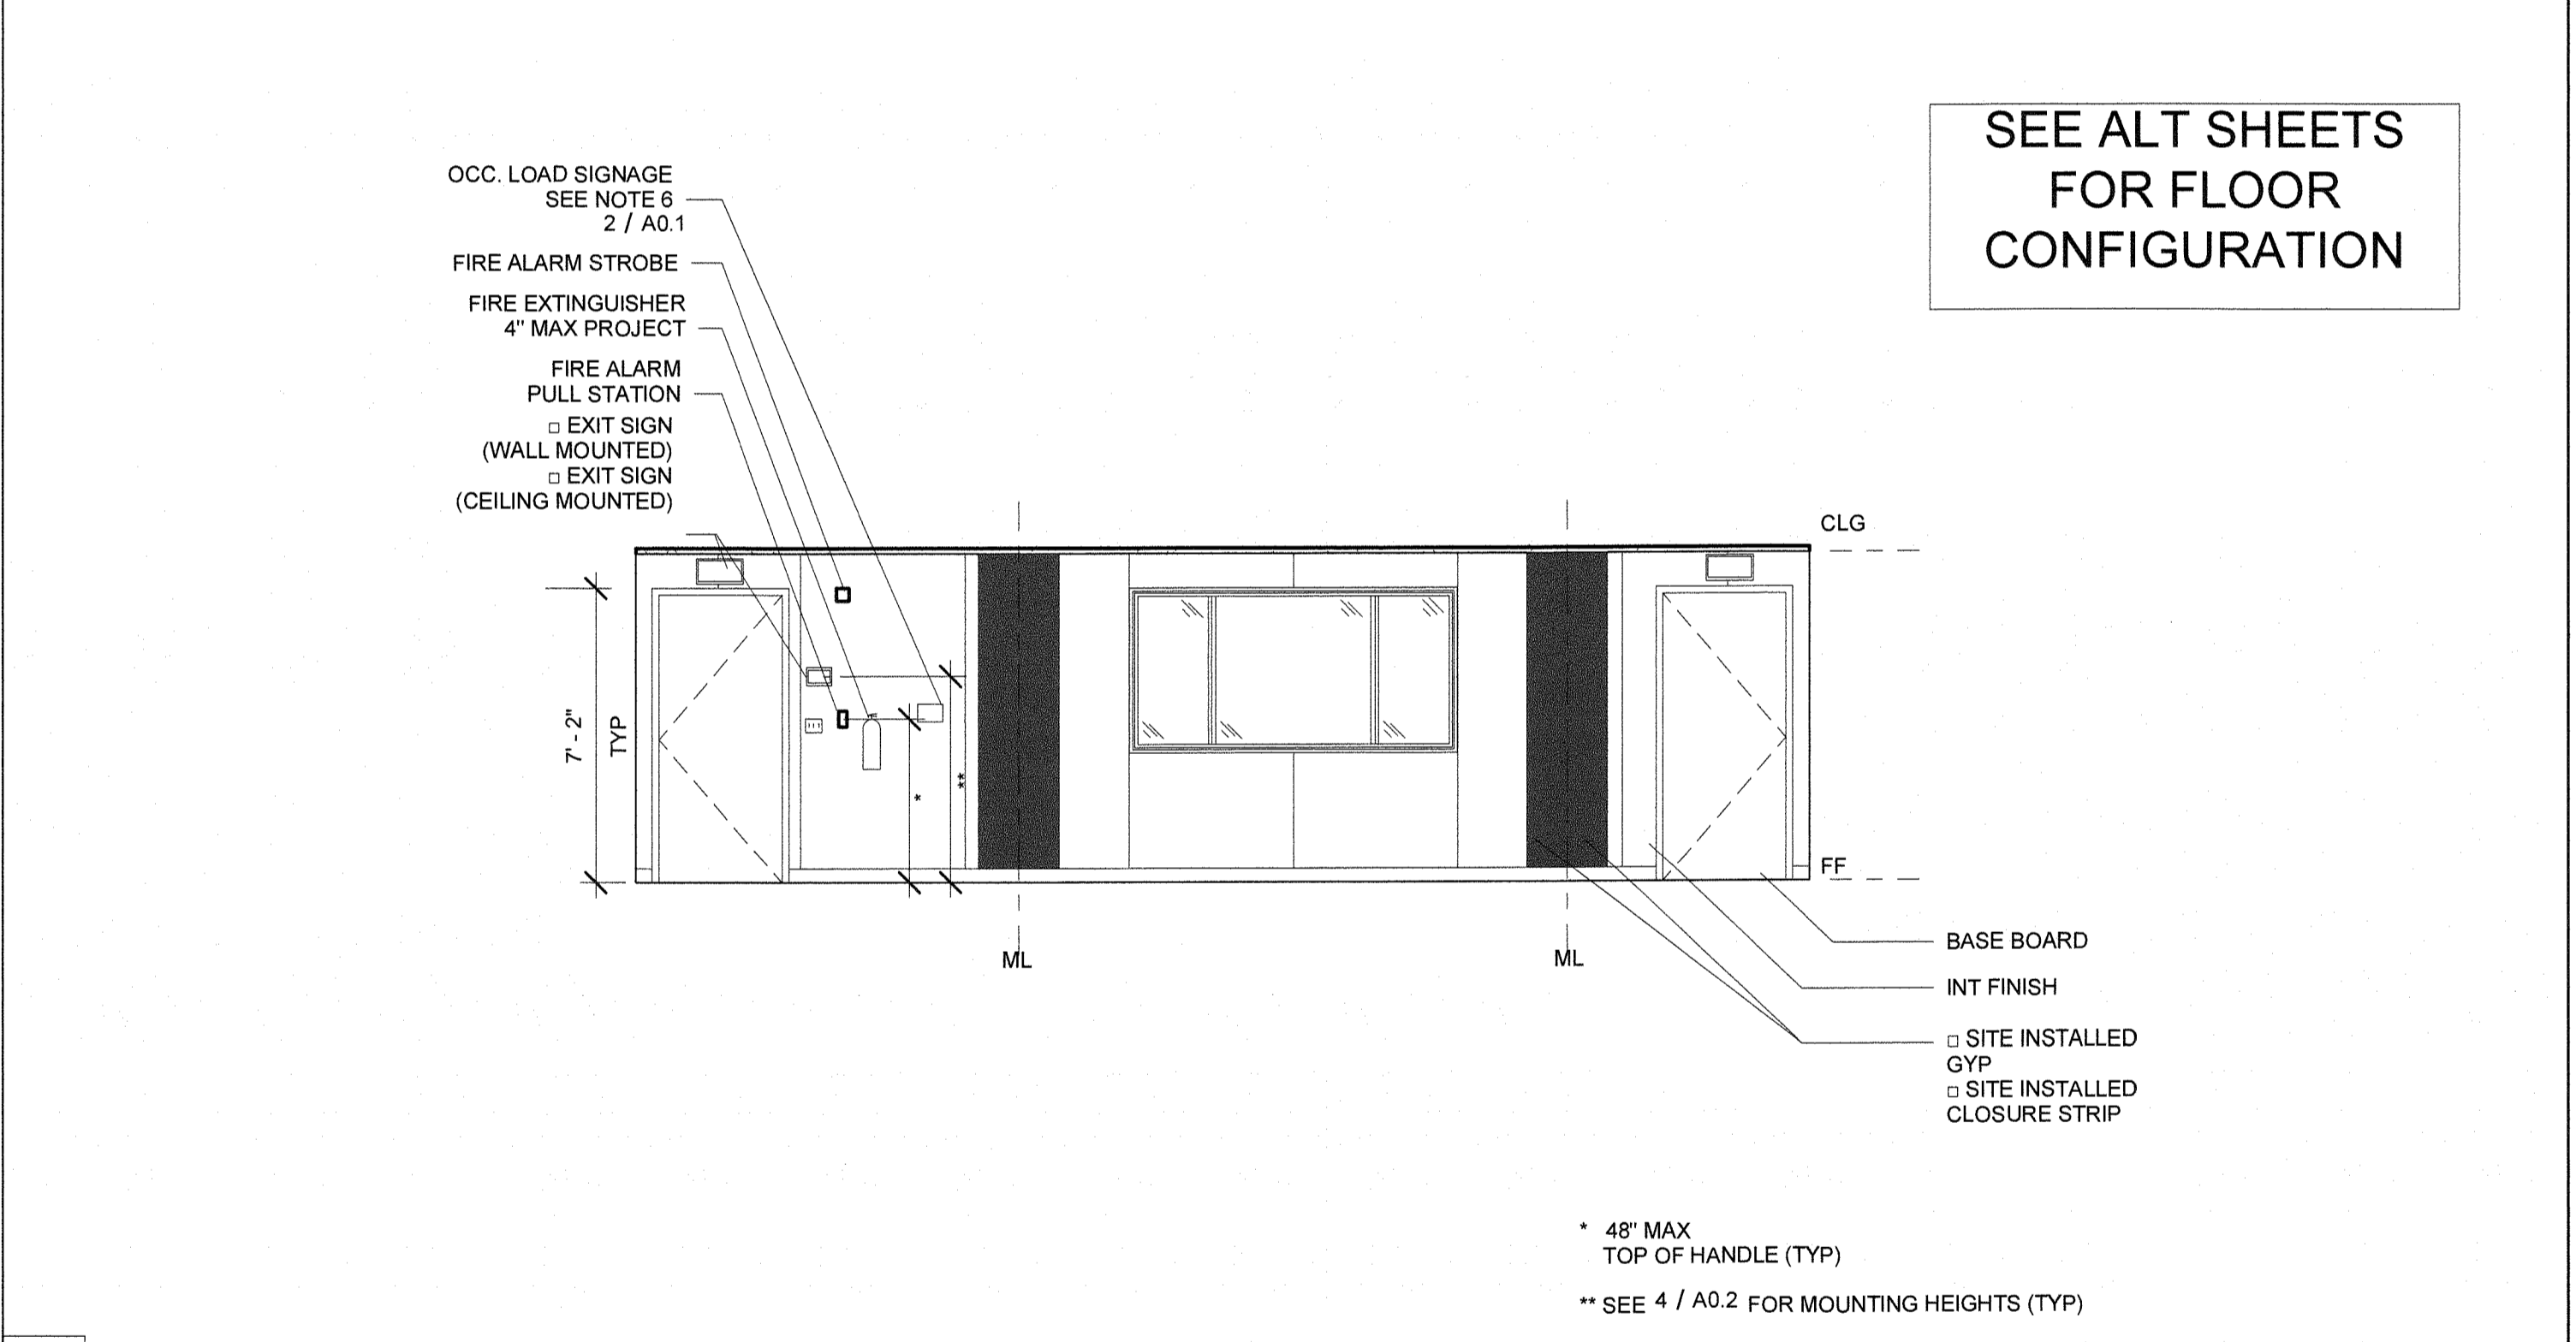 SEE ALT SHEETS
FOR FLOOR
CONFIGURATION
OCC. LOAD SIGNAGE
SEE NOTE 6
2 / A0.1
FIRE ALARM STROBE
FIRE EXTINGUISHER
4" MAX PROJECT
FIRE ALARM
PULL STATION
□ EXIT SIGN
(WALL MOUNTED)
□ EXIT SIGN
(CEILING MOUNTED)
CLG
7' - 2"
TYP
*
**
FF
ML
ML
BASE BOARD
INT FINISH
□ SITE INSTALLED
GYP
□ SITE INSTALLED
CLOSURE STRIP
* 48" MAX
TOP OF HANDLE (TYP)
** SEE 4 / A0.2 FOR MOUNTING HEIGHTS (TYP)